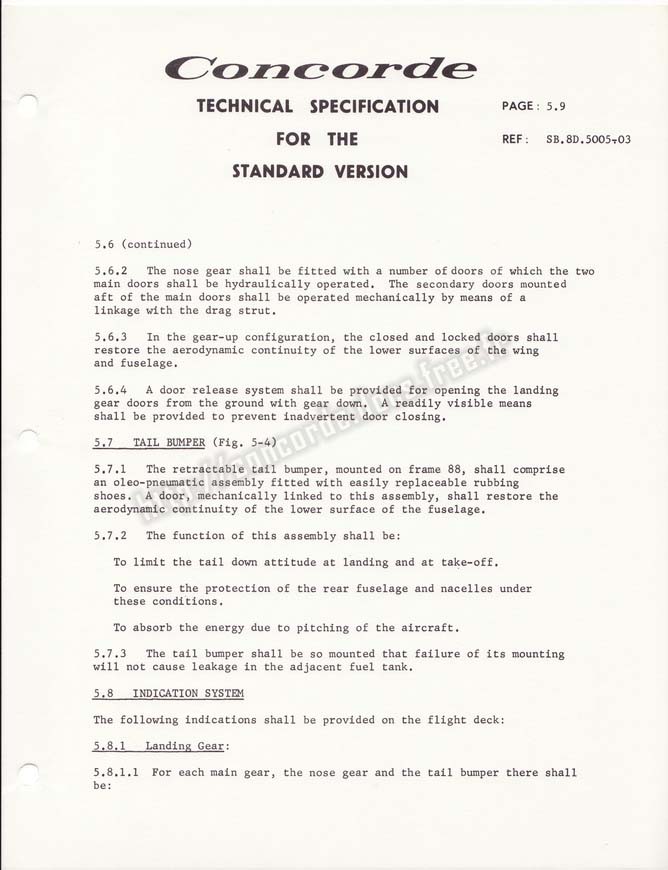 Concorde
TECHNICAL SPECIFICATION
FOR THE
STANDARD VERSION
PAGE: 5.9
REF: SB.8D.5005-03
5.6 (continued)
5.6.2 The nose gear shall be fitted with a number of doors of which the two
main doors shall be hydraulically operated. The secondary doors mounted
aft of the main doors shall be operated mechanically by means of a
linkage with the drag strut.
5.6.3 In the gear-up configuration, the closed and locked doors shall
restore the aerodynamic continuity of the lower surfaces of the wing
and fuselage.
5.6.4 A door release system shall be provided for opening the landing
gear doors from the ground with gear down. A readily visible means
shall be provided to prevent inadvertent door closing.
5.7 TAIL BUMPER (Fig. 5-4)
5.7.1 The retractable tail bumper, mounted on frame 88, shall comprise
an oleo-pneumatic assembly fitted with easily replaceable rubbing
shoes. A door, mechanically linked to this assembly, shall restore the
aerodynamic continuity of the lower surface of the fuselage.
5.7.2 The function of this assembly shall be:
To limit the tail down attitude at landing and at take-off.
To ensure the protection of the rear fuselage and nacelles under
these conditions.
To absorb the energy due to pitching of the aircraft.
5.7.3 The tail bumper shall be so mounted that failure of its mounting
will not cause leakage in the adjacent fuel tank.
5.8 INDICATION SYSTEM
The following indications shall be provided on the flight deck:
5.8.1 Landing Gear:
5.8.1.1 For each main gear, the nose gear and the tail bumper there shall
be: